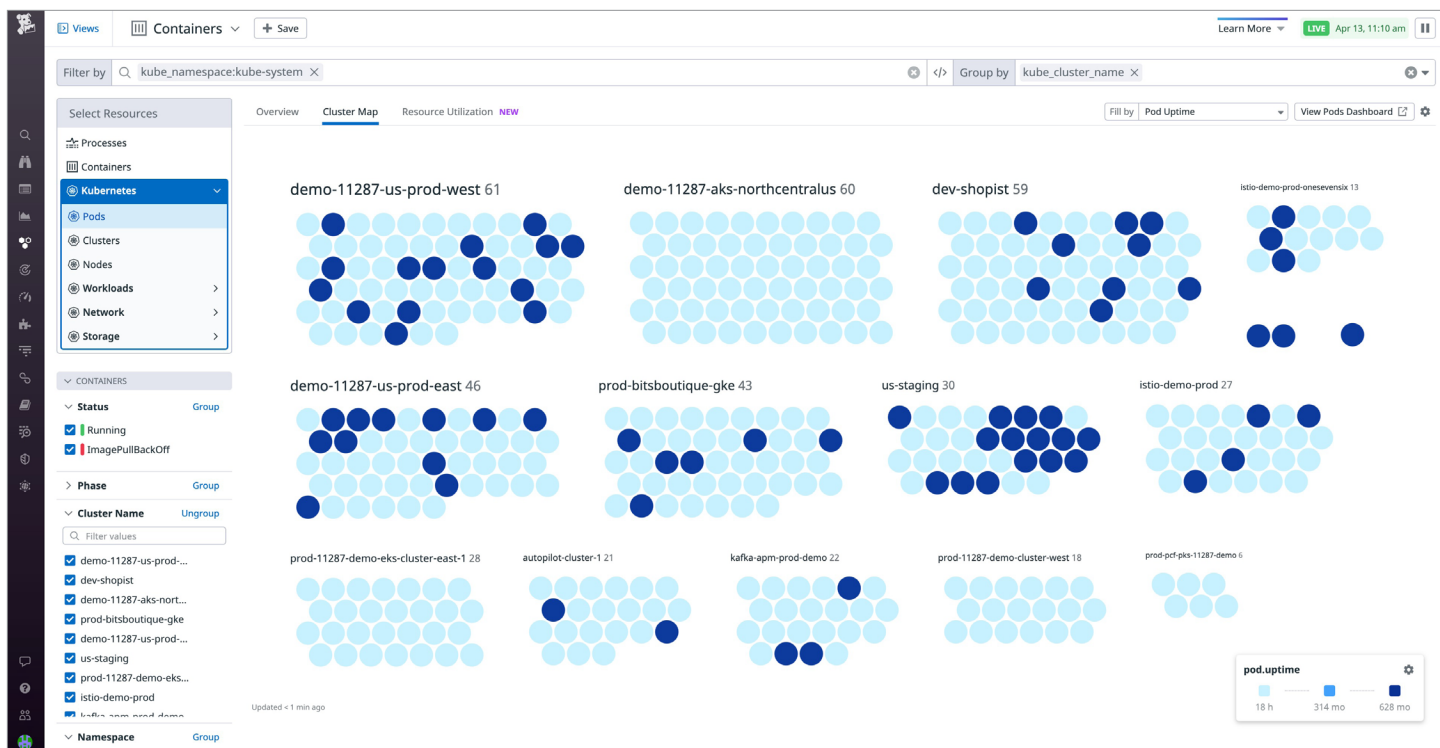 Views
Containers
+ Save
Learn More
LIVE Apr 13, 11:10 am
Filter by kube_namespace:kube-system ×
</> Group by kube_cluster_name ×
Select Resources
Processes
Containers
Kubernetes
Pods
Clusters
Nodes
Workloads
Network
Storage
Overview Cluster Map Resource Utilization NEW
Fill by Pod Uptime
View Pods Dashboard
demo-11287-us-prod-west 61
demo-11287-aks-northcentralus 60
dev-shopist 59
istio-demo-prod-onesevensix 13
demo-11287-us-prod-east 46
prod-bitsboutique-gke 43
us-staging 30
istio-demo-prod 27
prod-11287-demo-eks-cluster-east-1 28
autopilot-cluster-1 21
kafka-apm-prod-demo 22
prod-11287-demo-cluster-west 18
prod-pcf-pks-11287-demo 6
CONTAINERS
Status Group
Running
ImagePullBackOff
Phase Group
Cluster Name Ungroup
Filter values
demo-11287-us-prod-...
dev-shopist
demo-11287-aks-nort...
prod-bitsboutique-gke
demo-11287-us-prod-...
us-staging
prod-11287-demo-eks...
istio-demo-prod
kafka-apm-prod-demo
Namespace Group
Updated < 1 min ago
pod.uptime
18 h 314 mo 628 mo